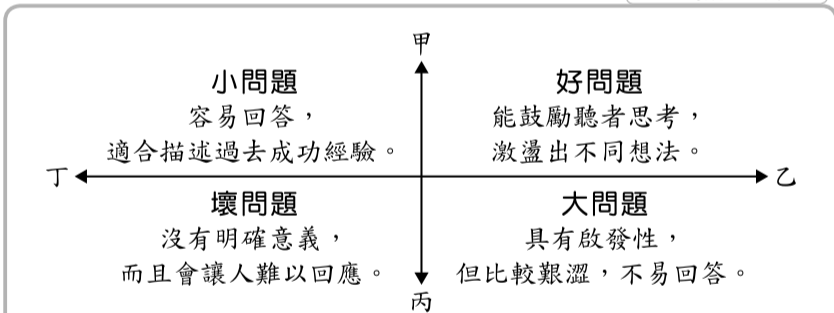 甲
小問題
容易回答，
適合描述過去成功經驗。
好問題
能鼓勵聽者思考，
激盪出不同想法。
丁
乙
壞問題
沒有明確意義，
而且會讓人難以回應。
大問題
具有啟發性，
但比較艱澀，不易回答。
丙